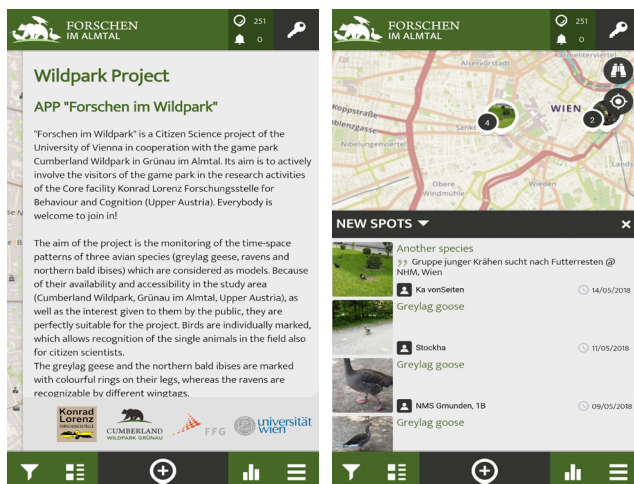 FORSCHEN
IM ALMTAL
251
0
Wildpark Project
APP "Forschen im Wildpark"
"Forschen im Wildpark" is a Citizen Science project of the
University of Vienna in cooperation with the game park
Cumberland Wildpark in Grünau im Almtal. Its aim is to actively
involve the visitors of the game park in the research activities
of the Core facility Konrad Lorenz Forschungsstelle for
Behaviour and Cognition (Upper Austria). Everybody is
welcome to join in!
The aim of the project is the monitoring of the time-space
patterns of three avian species (greylag geese, ravens and
northern bald ibises) which are considered as models. Because
of their availability and accessibility in the study area
(Cumberland Wildpark, Grünau im Almtal, Upper Austria), as
well as the interest given to them by the public, they are
perfectly suitable for the project. Birds are individually marked,
which allows recognition of the single animals in the field also
for citizen scientists.
The greylag geese and the northern bald ibises are marked
with colourful rings on their legs, whereas the ravens are
recognizable by different wingtags.
Konrad
Lorenz
FORSCHUNGSSTELLE
CUMBERLAND
WILDPARK GRÜNAU
FFG
universität
wien
FORSCHEN
IM ALMTAL
251
0
Alservorstadt
Karmeliterviertel
Koppstraße
WIEN
4
2
Sankt
Nibelungenviertel
Obere
Windmühle
Wieden
NEW SPOTS
Another species
Gruppe junger Krähen sucht nach Futterresten @
NHM, Wien
Ka vonSeiten
14/05/2018
Greylag goose
Stockha
11/05/2018
Greylag goose
NMS Gmunden, 1B
09/05/2018
Greylag goose